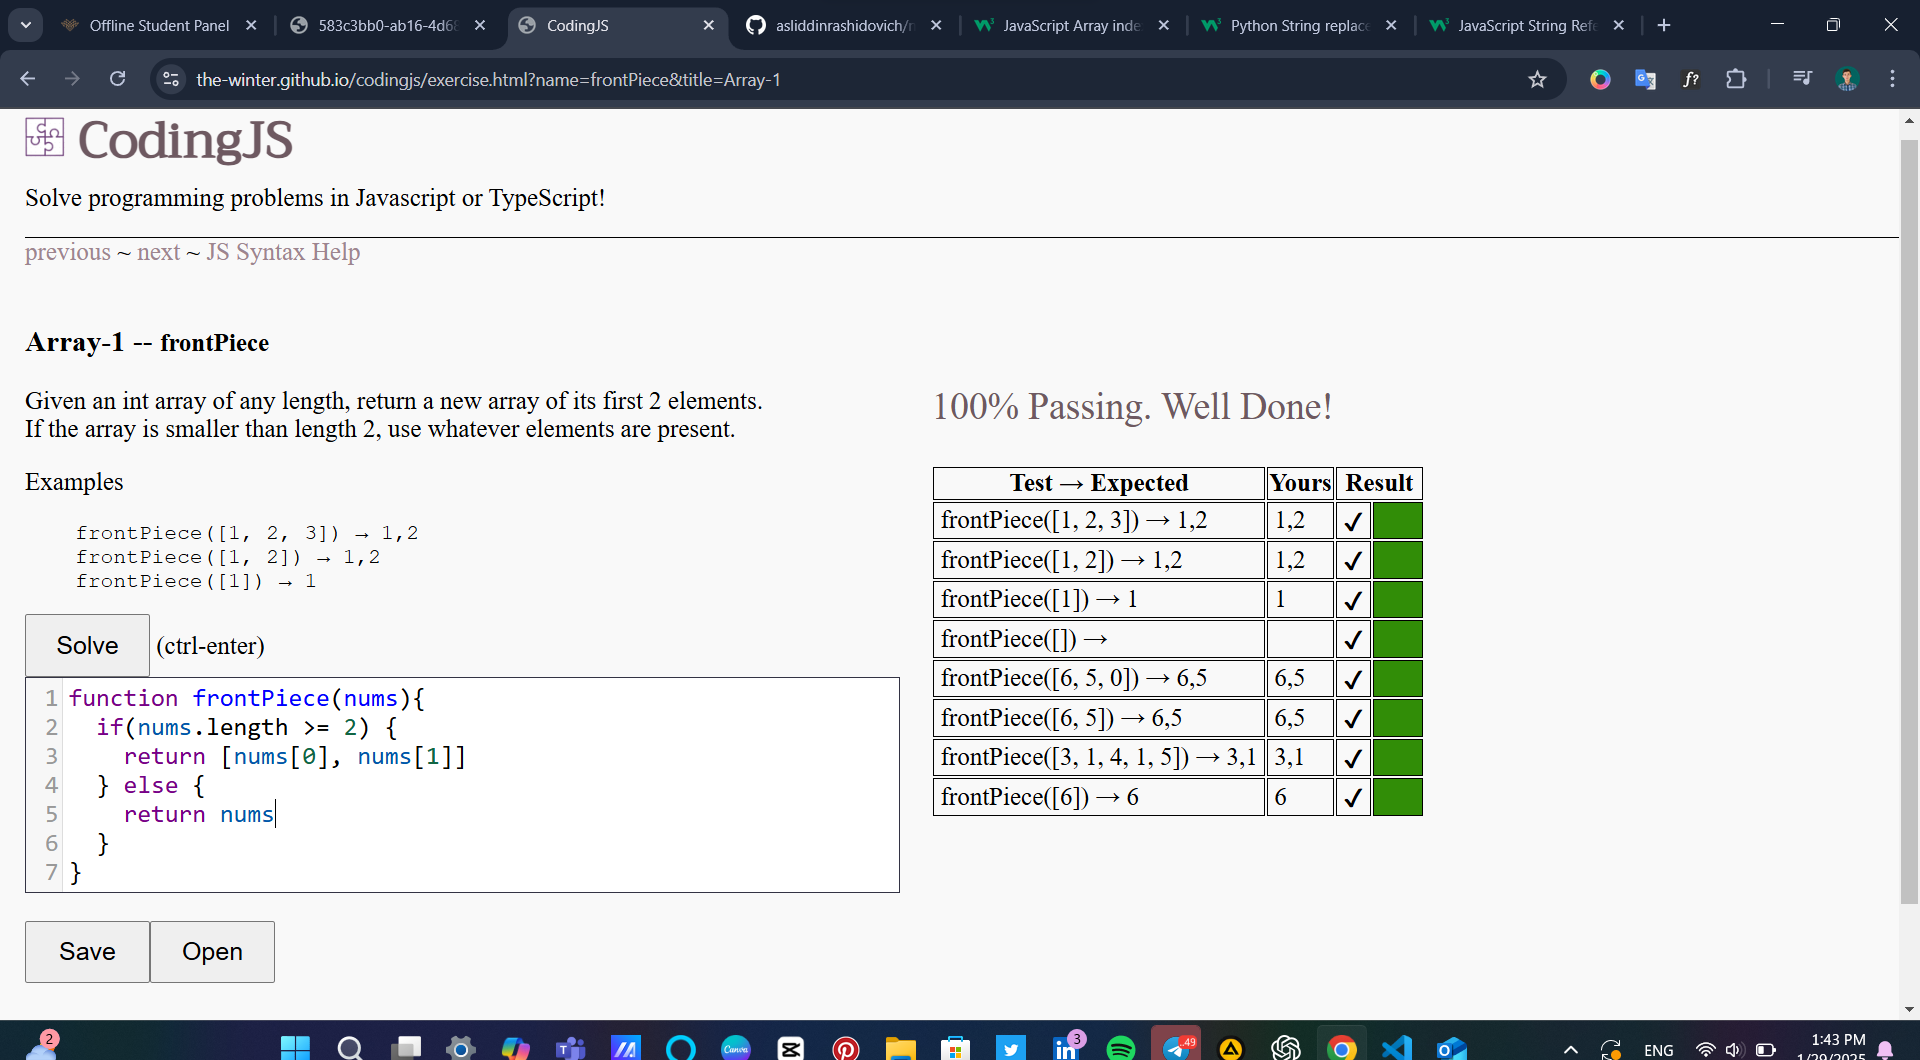 Offline Student Panel
583c3bb0-ab16-4d68
CodingJS
asliddinrashidovich/
JavaScript Array inde
Python String replace
JavaScript String Refe
the-winter.github.io/codingjs/exercise.html?name=frontPiece&title=Array-1
CodingJS
Solve programming problems in Javascript or TypeScript!
previous ~ next ~ JS Syntax Help
Array-1 -- frontPiece
Given an int array of any length, return a new array of its first 2 elements.
If the array is smaller than length 2, use whatever elements are present.
Examples
frontPiece([1, 2, 3]) → 1,2
frontPiece([1, 2]) → 1,2
frontPiece([1]) → 1
Solve (ctrl-enter)
1 function frontPiece(nums){
2 if(nums.length >= 2) {
3 return [nums[0], nums[1]]
4 } else {
5 return nums
6 }
7 }
Save Open
100% Passing. Well Done!
Test → Expected Yours Result
frontPiece([1, 2, 3]) → 1,2 1,2 ✔
frontPiece([1, 2]) → 1,2 1,2 ✔
frontPiece([1]) → 1 1 ✔
frontPiece([]) → ✔
frontPiece([6, 5, 0]) → 6,5 6,5 ✔
frontPiece([6, 5]) → 6,5 6,5 ✔
frontPiece([3, 1, 4, 1, 5]) → 3,1 3,1 ✔
frontPiece([6]) → 6 6 ✔
2
Canva
3
49
ENG
1:43 PM
1/29/2025